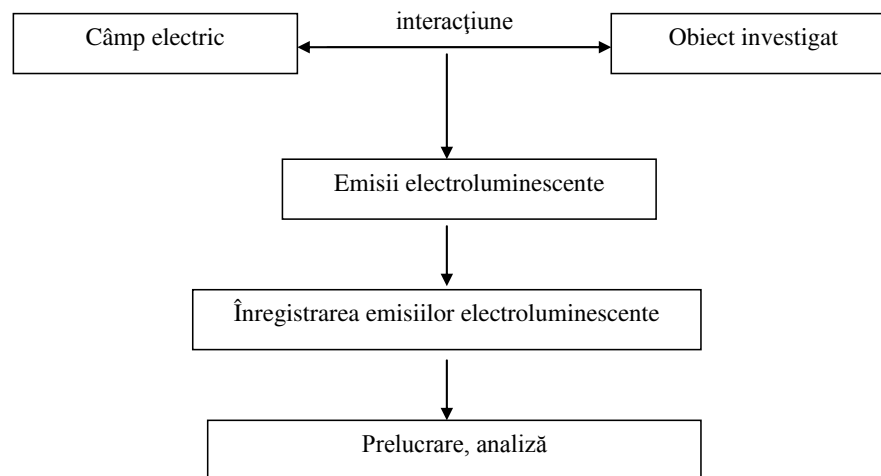 Câmp electric
interacţiune
Obiect investigat
Emisii electroluminescente
Înregistrarea emisiilor electroluminescente
Prelucrare, analiză